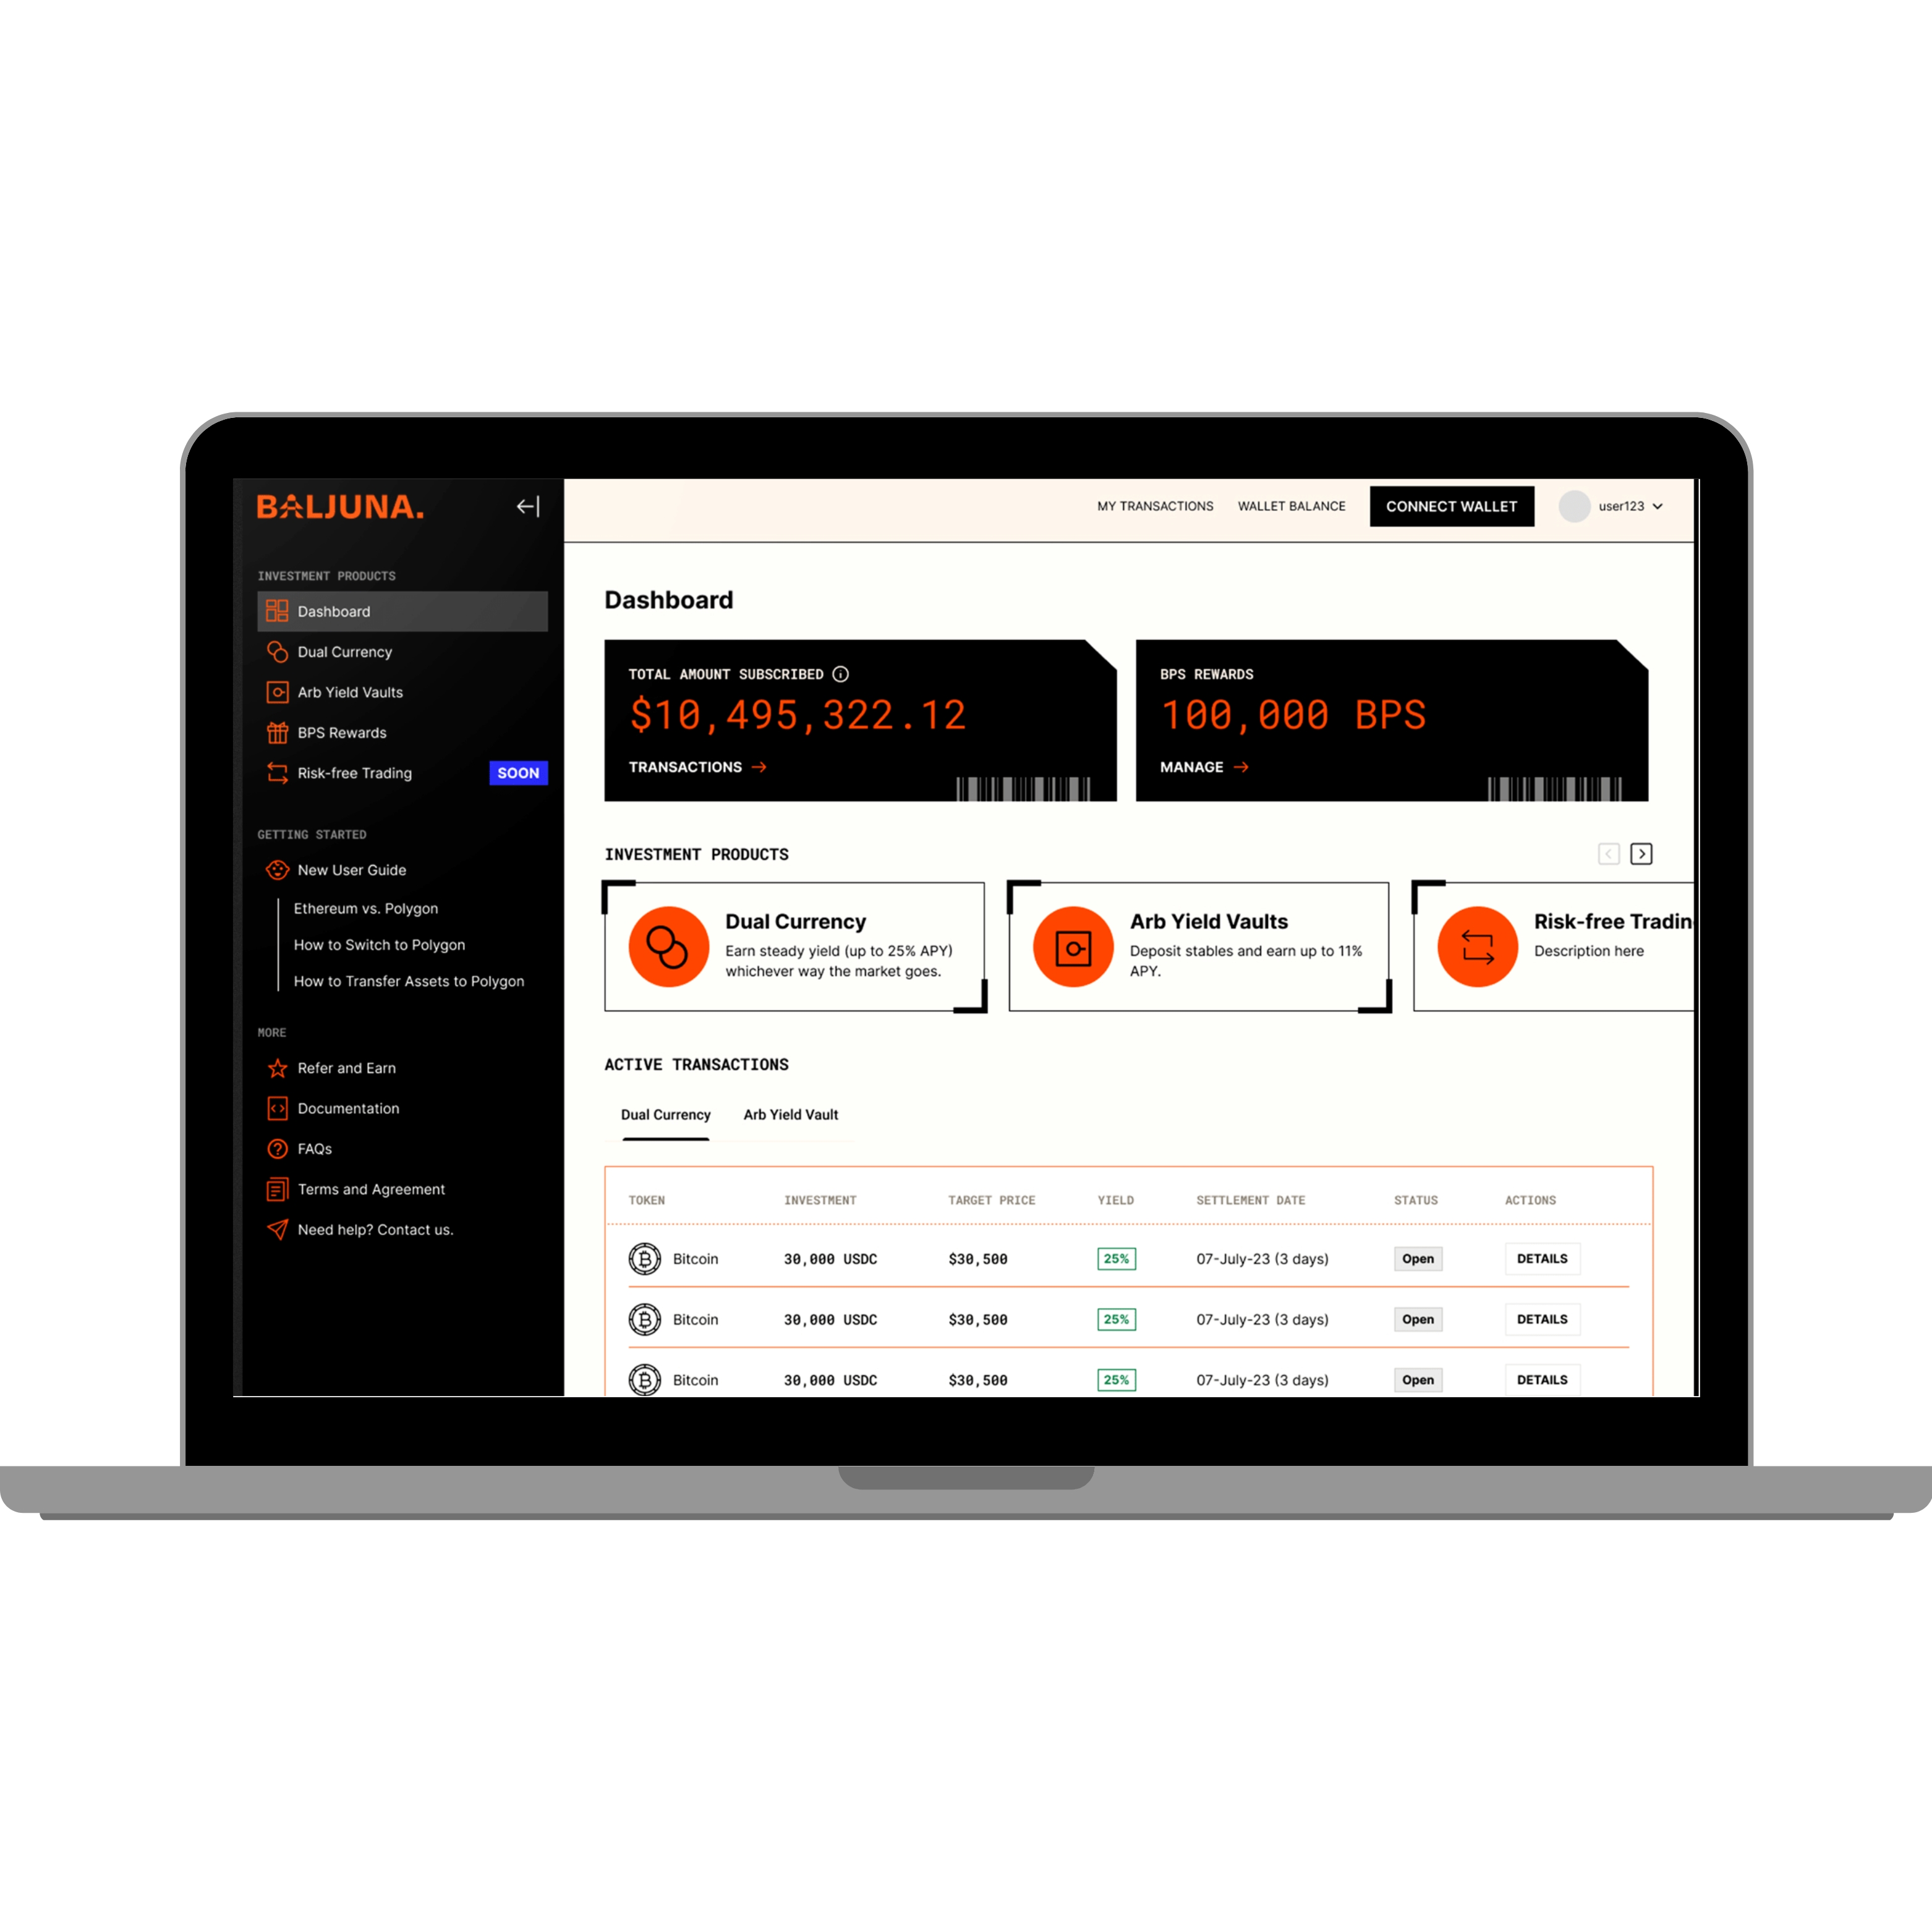 BALJUNA.
INVESTMENT PRODUCTS
Dashboard
Dual Currency
Arb Yield Vaults
BPS Rewards
Risk-free Trading SOON
GETTING STARTED
New User Guide
Ethereum vs. Polygon
How to Switch to Polygon
How to Transfer Assets to Polygon
MORE
Refer and Earn
Documentation
FAQs
Terms and Agreement
Need help? Contact us.
MY TRANSACTIONS WALLET BALANCE CONNECT WALLET user123
Dashboard
TOTAL AMOUNT SUBSCRIBED
$10,495,322.12
TRANSACTIONS
BPS REWARDS
100,000 BPS
MANAGE
INVESTMENT PRODUCTS
Dual Currency
Earn steady yield (up to 25% APY)
whichever way the market goes.
Arb Yield Vaults
Deposit stables and earn up to 11%
APY.
Risk-free Tradin
Description here
ACTIVE TRANSACTIONS
Dual Currency Arb Yield Vault
TOKEN INVESTMENT TARGET PRICE YIELD SETTLEMENT DATE STATUS ACTIONS
Bitcoin 30,000 USDC $30,500 25% 07-July-23 (3 days) Open DETAILS
Bitcoin 30,000 USDC $30,500 25% 07-July-23 (3 days) Open DETAILS
Bitcoin 30,000 USDC $30,500 25% 07-July-23 (3 days) Open DETAILS